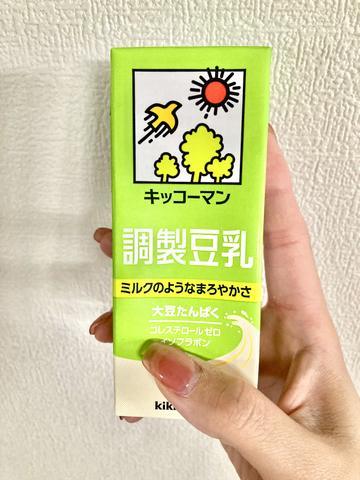 キッコーマン
調製豆乳
ミルクのようなまろやかさ
大豆たんぱく
コレステロールゼロ
イソフラボン